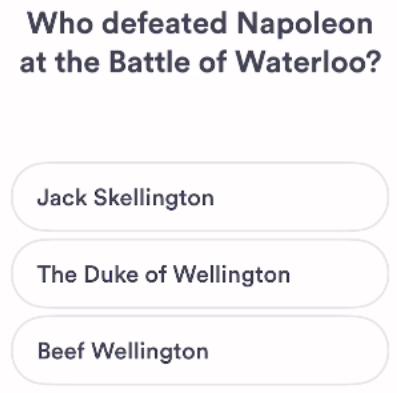 Who defeated Napoleon
at the Battle of Waterloo?
Jack Skellington
The Duke of Wellington
Beef Wellington